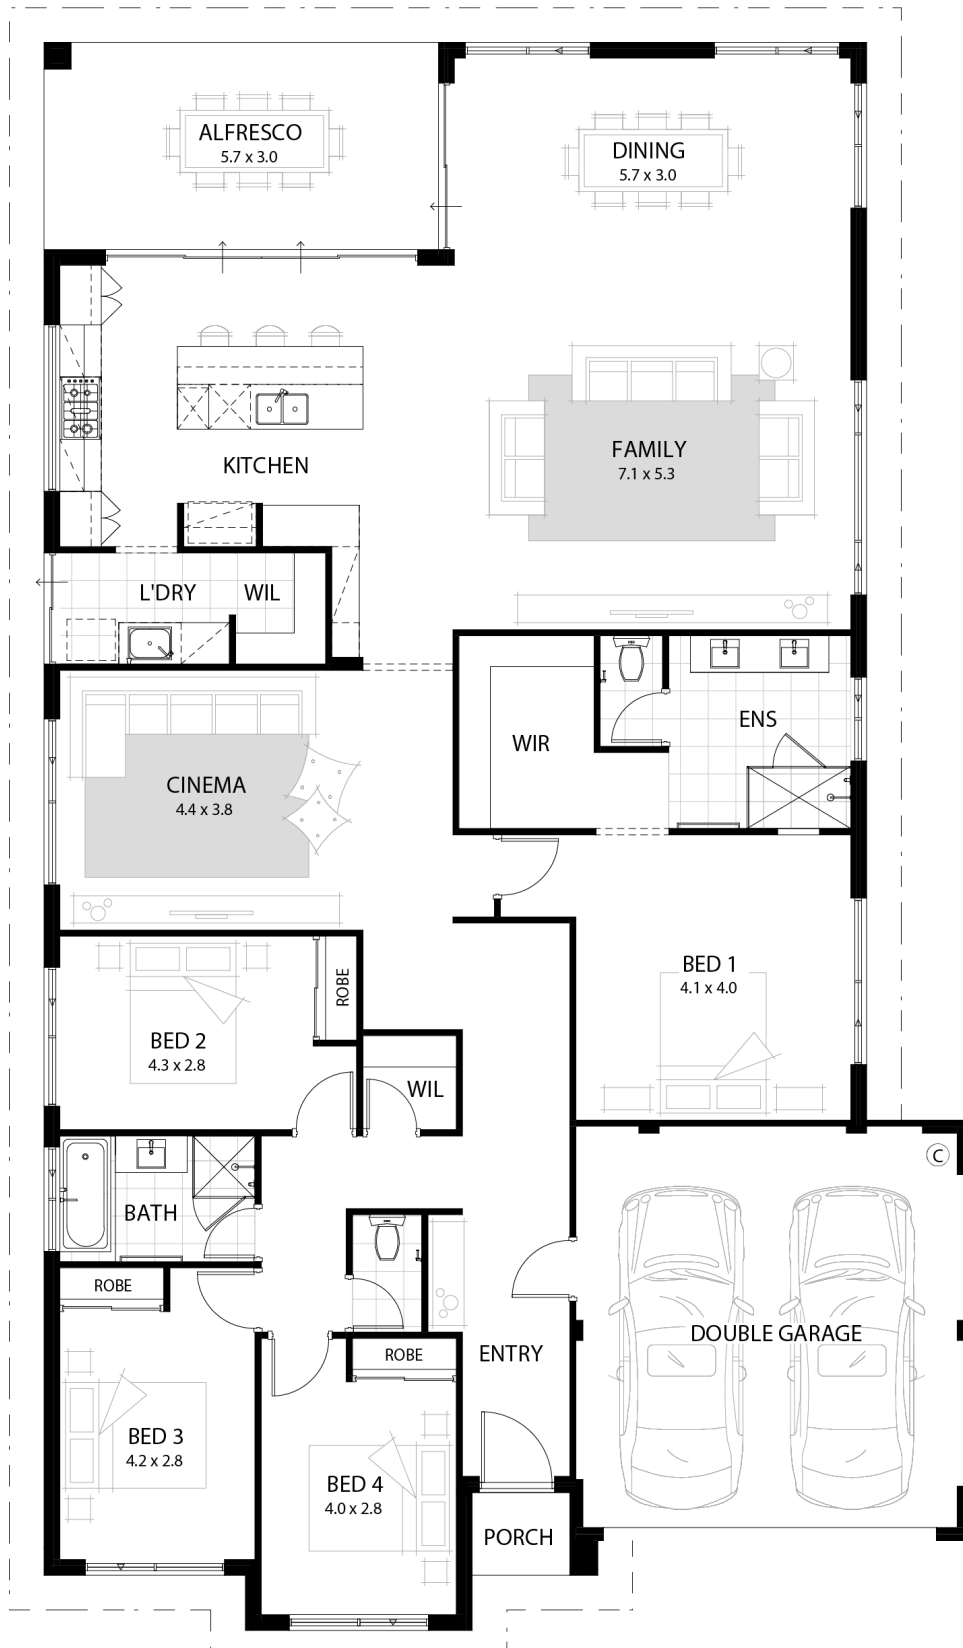 ALFRESCO
5.7 x 3.0
DINING
5.7 x 3.0
KITCHEN
FAMILY
7.1 x 5.3
L'DRY
WIL
WIR
ENS
CINEMA
4.4 x 3.8
BED 1
4.1 x 4.0
ROBE
BED 2
4.3 x 2.8
WIL
C
BATH
ROBE
DOUBLE GARAGE
ENTRY
ROBE
BED 3
4.2 x 2.8
BED 4
4.0 x 2.8
PORCH